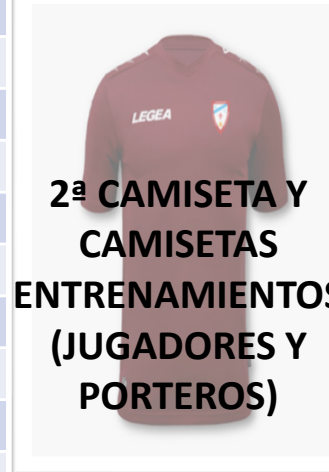 LEGEA
2ª CAMISETA Y
CAMISETAS
ENTRENAMIENTOS
(JUGADORES Y
PORTEROS)